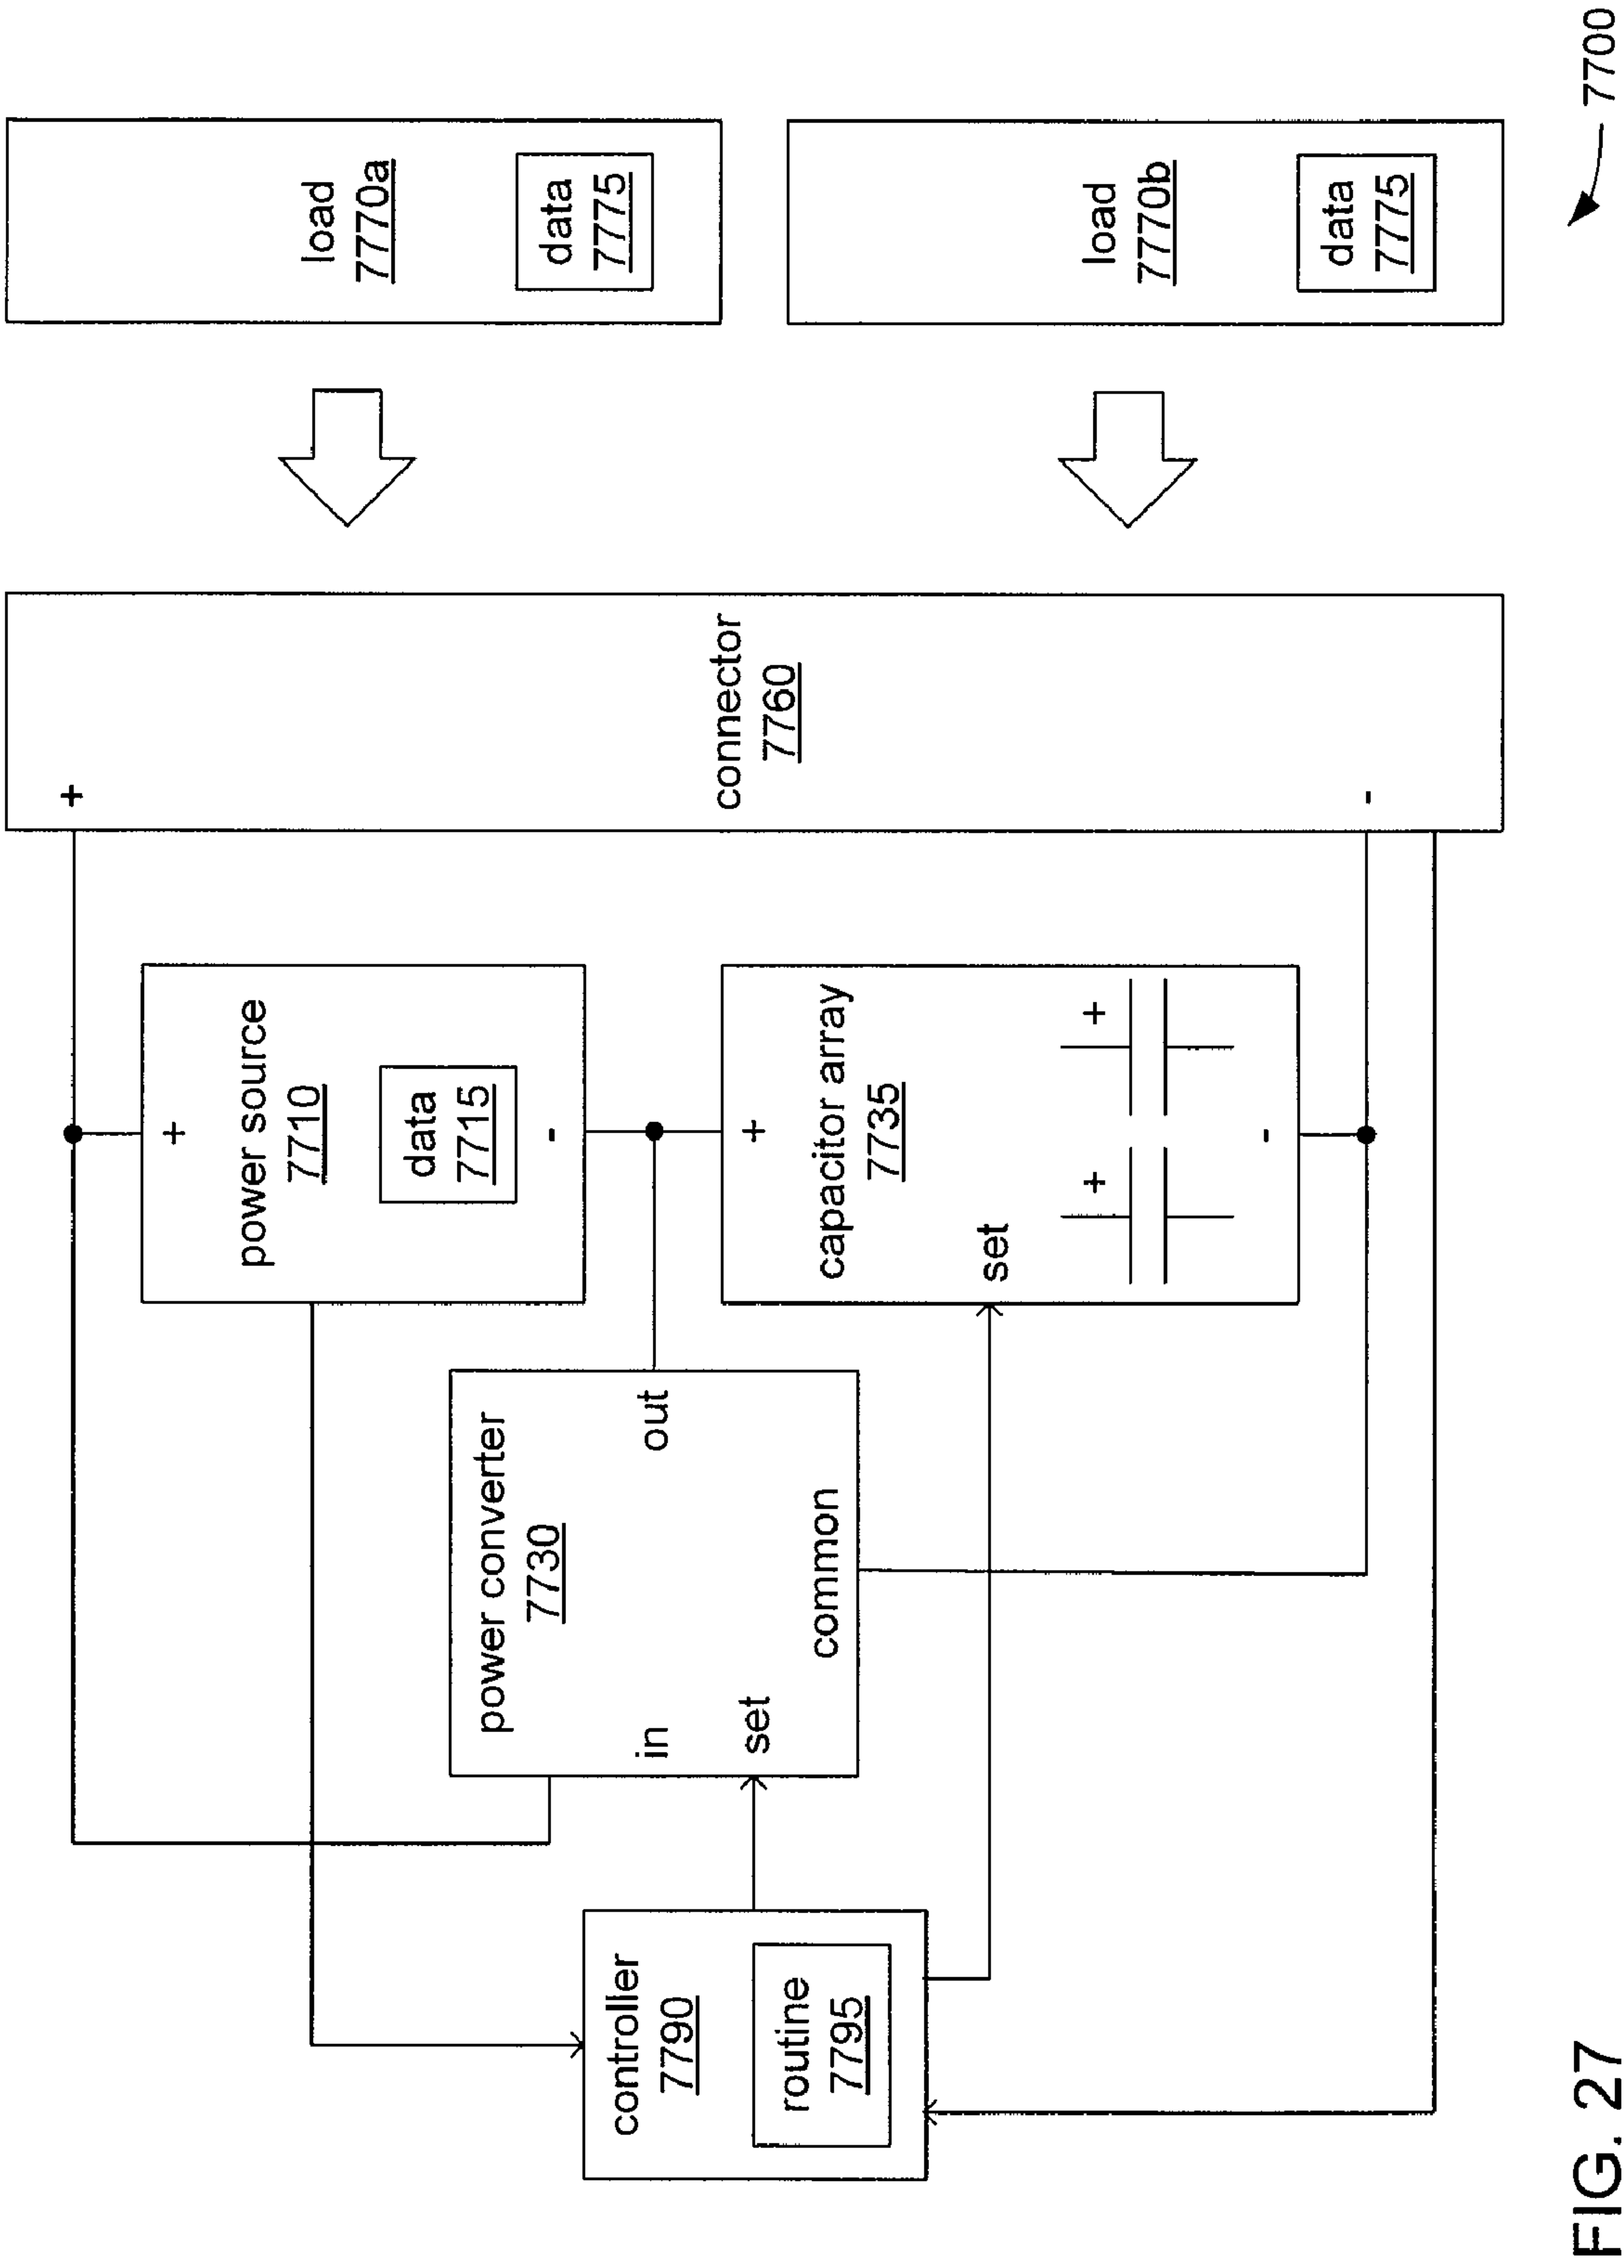 controller
7790
routine
7795
power converter
7730
in
out
set
common
power source
7710
+
data
7715
-
capacitor array
7735
+
set
+
+
-
connector
7760
+
-
load
7770a
data
7775
load
7770b
data
7775
7700
FIG. 27